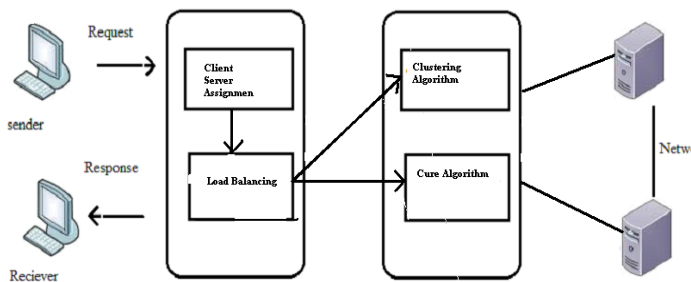 Request
sender
Response
Reciever
Client
Server
Assignmen
Load Balancing
Clustering
Algorithm
Cure Algorithm
Netw